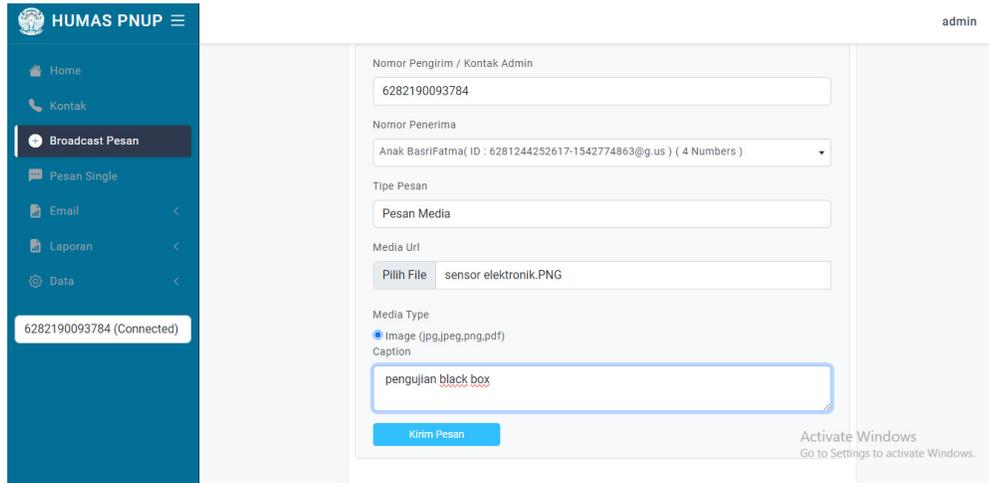 HUMAS PNUP
admin
Home
Kontak
Broadcast Pesan
Pesan Single
Email
Laporan
Data
6282190093784 (Connected)
Nomor Pengirim / Kontak Admin
6282190093784
Nomor Penerima
Anak BasriFatma( ID : 6281244252617-1542774863@g.us ) ( 4 Numbers )
Tipe Pesan
Pesan Media
Media Url
Pilih File sensor elektronik.PNG
Media Type
Image (jpg,jpeg,png,pdf)
Caption
pengujian black box
Kirim Pesan
Activate Windows
Go to Settings to activate Windows.